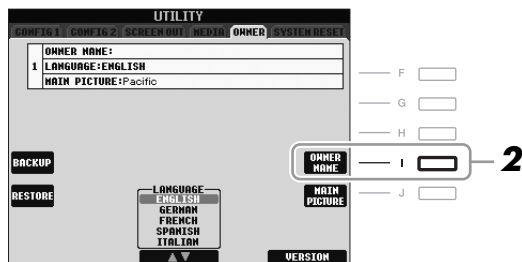 UTILITY
CONFIG 1 CONFIG 2 SCREEN OUT MEDIA OWNER SYSTEM RESET
OWNER NAME:
1 LANGUAGE:ENGLISH
MAIN PICTURE:Pacific
F
G
H
BACKUP
OWNER NAME
I
2
RESTORE
MAIN PICTURE
J
LANGUAGE
ENGLISH
GERMAN
FRENCH
SPANISH
ITALIAN
VERSION